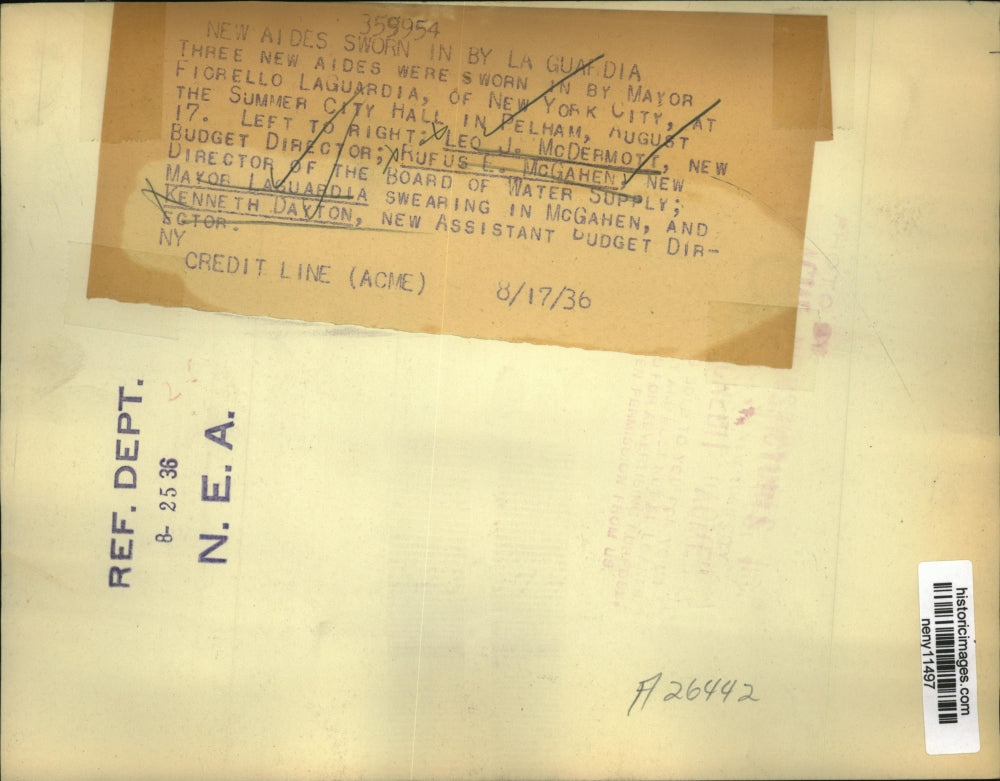 359954
NEW AIDES SWORN IN BY LA GUARDIA
THREE NEW AIDES WERE SWORN IN BY MAYOR
FIORELLO LAGUARDIA, OF NEW YORK CITY, AT
THE SUMMER CITY HALL IN PELHAM, AUGUST
17. LEFT TO RIGHT; LEO J. MCDERMOTT, NEW
BUDGET DIRECTOR; RUFUS E. MCGAHEN, NEW
DIRECTOR OF THE BOARD OF WATER SUPPLY;
MAYOR LAGUARDIA SWEARING IN MCGAHEN, AND
KENNETH DAYTON, NEW ASSISTANT BUDGET DIR-
ECTOR.
NY
CREDIT LINE (ACME) 8/17/36
REF. DEPT.
8- 25 36
N. E. A.
A 26442
historicimages.com
neny11497